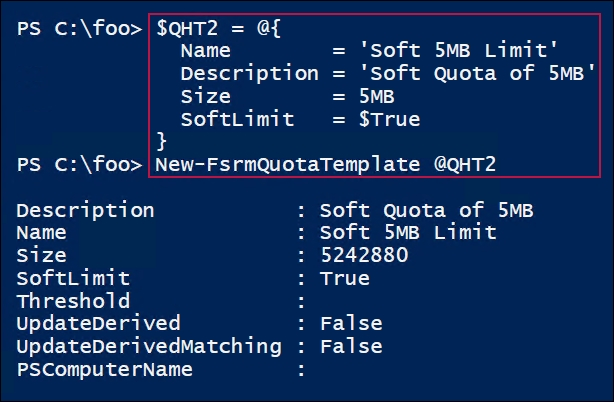 PS C:\foo> $QHT2 = @{
  Name        = 'Soft 5MB Limit'
  Description = 'Soft Quota of 5MB'
  Size        = 5MB
  SoftLimit   = $True
}
PS C:\foo> New-FsrmQuotaTemplate @QHT2
Description           : Soft Quota of 5MB
Name                  : Soft 5MB Limit
Size                  : 5242880
SoftLimit             : True
Threshold             :
UpdateDerived         : False
UpdateDerivedMatching : False
PSComputerName        :